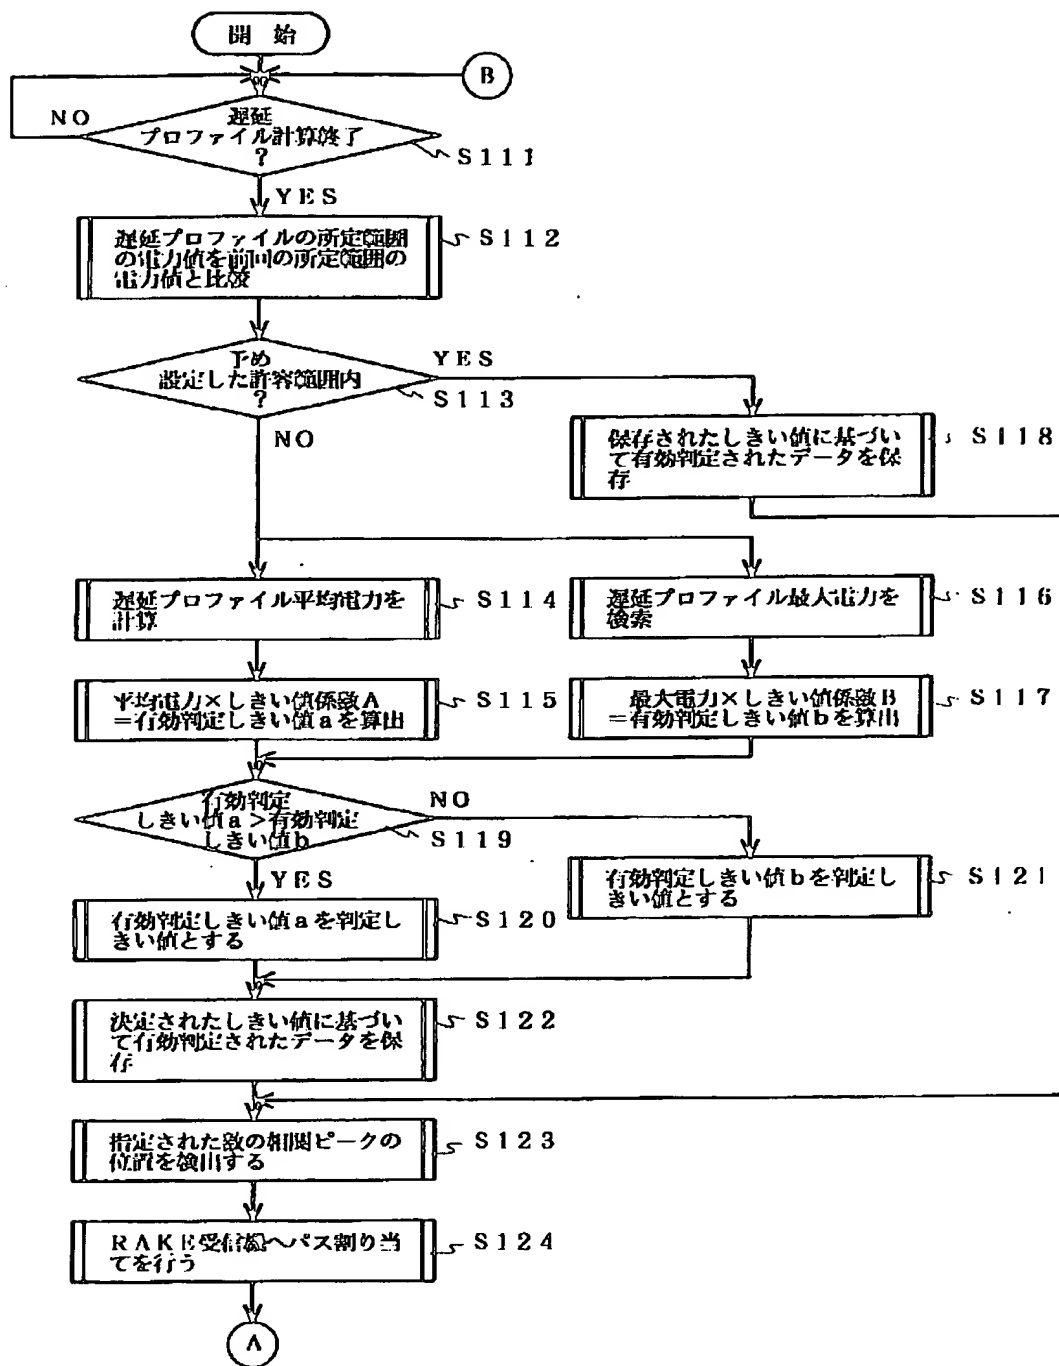 開 始
B
NO
遅延
プロファイル計算終了
?
S111
YES
遅延プロファイルの所定範囲
の電力値を前回の所定範囲の
電力値と比較
S112
予め
設定した許容範囲内
?
YES
S113
NO
保存されたしきい値に基づい
て有効判定されたデータを保
存
S118
遅延プロファイル平均電力を
計算
S114
遅延プロファイル最大電力を
検索
S116
平均電力×しきい値係数A
=有効判定しきい値aを算出
S115
最大電力×しきい値係数B
=有効判定しきい値bを算出
S117
有効判定
しきい値a>有効判定
しきい値b
NO
S119
YES
有効判定しきい値aを判定し
きい値とする
S120
有効判定しきい値bを判定し
きい値とする
S121
決定されたしきい値に基づい
て有効判定されたデータを保
存
S122
指定された数の相関ピークの
位置を検出する
S123
RAKE受信機へパス割り当
てを行う
S124
A